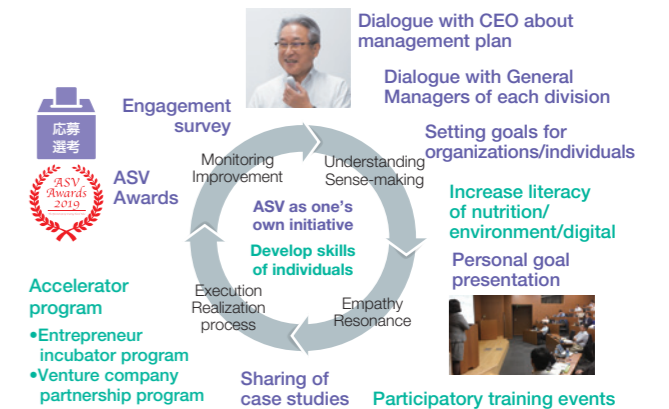 Dialogue with CEO about
management plan
Dialogue with General
Managers of each division
Engagement
survey
応募
選考
Setting goals for
organizations/individuals
Monitoring
Improvement
Understanding
Sense-making
ASV
Awards
2019
ASV
Awards
ASV as one's
own initiative
Develop skills
of individuals
Increase literacy
of nutrition/
environment/digital
Personal goal
presentation
Accelerator
program
•Entrepreneur
incubator program
•Venture company
partnership program
Execution
Realization
process
Empathy
Resonance
Sharing of
case studies
Participatory training events